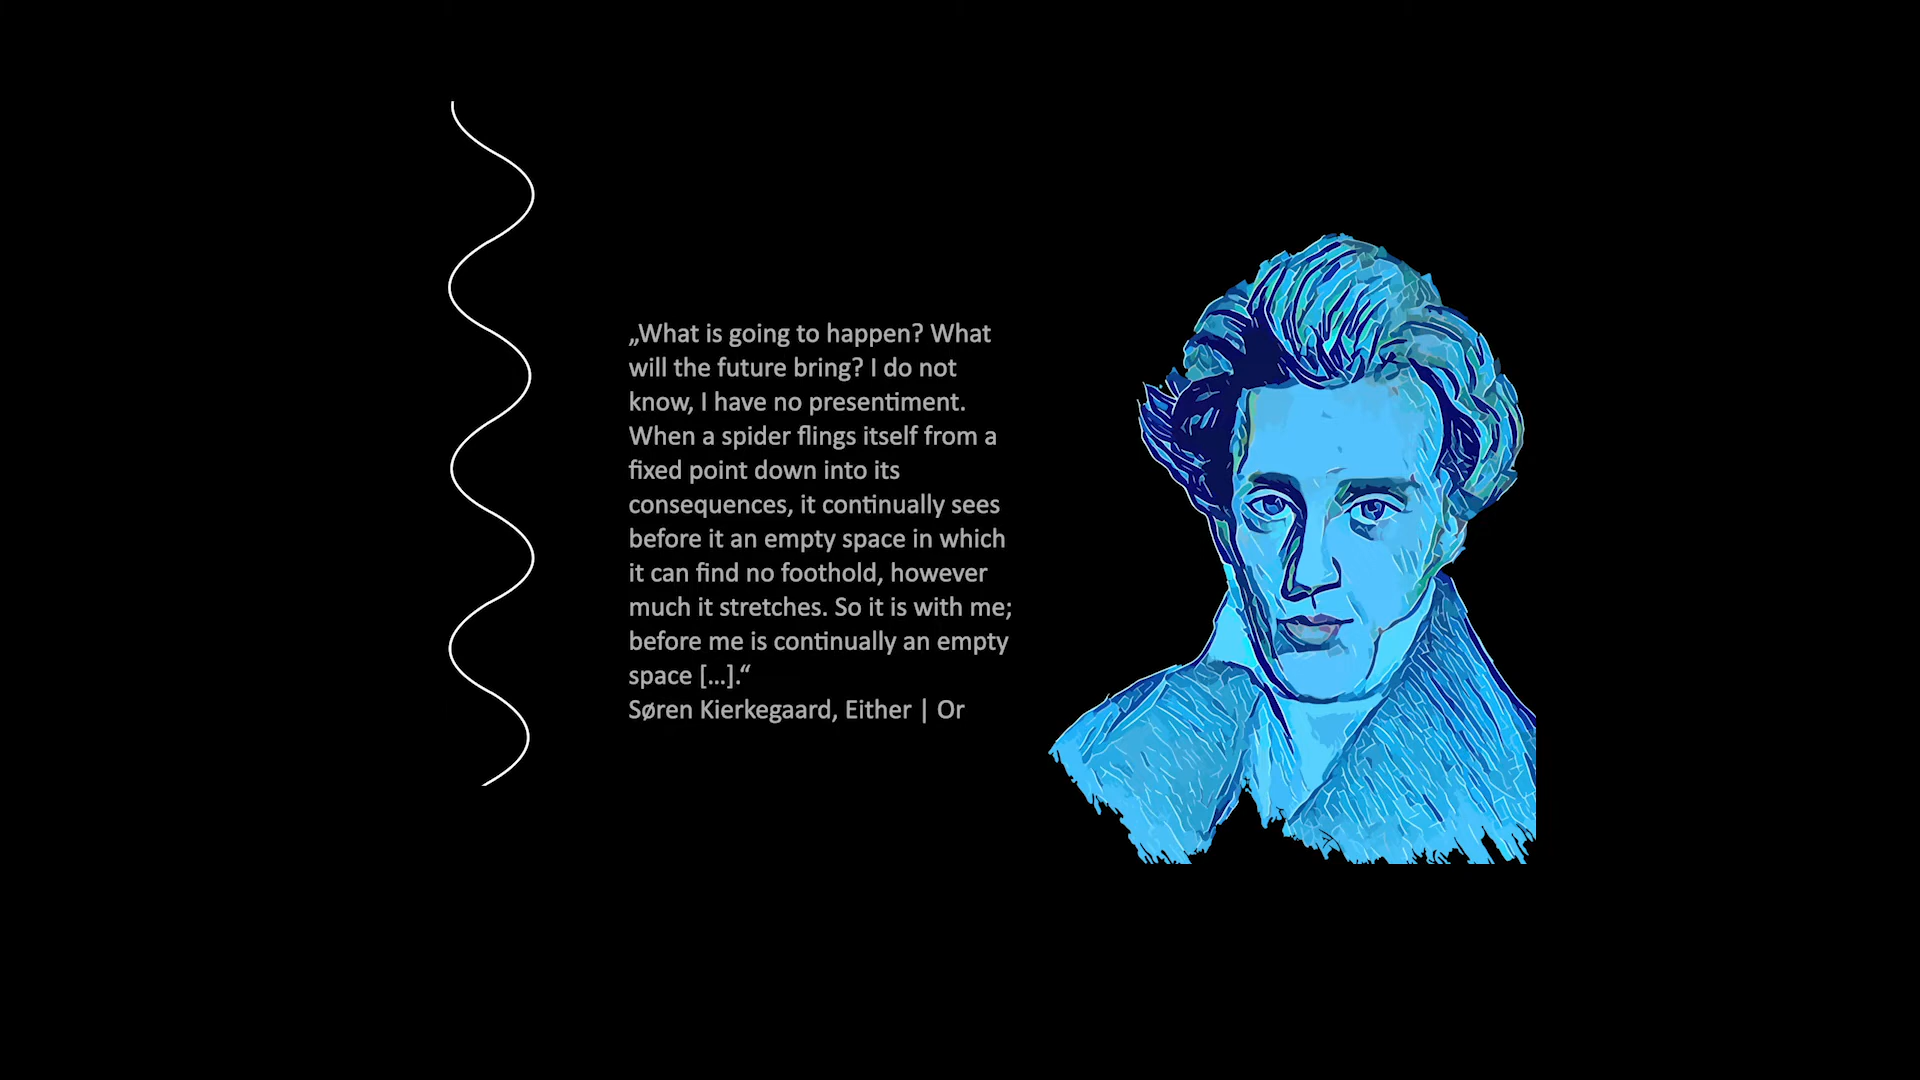 „What is going to happen? What
will the future bring? I do not
know, I have no presentiment.
When a spider flings itself from a
fixed point down into its
consequences, it continually sees
before it an empty space in which
it can find no foothold, however
much it stretches. So it is with me;
before me is continually an empty
space [...].“
Søren Kierkegaard, Either | Or